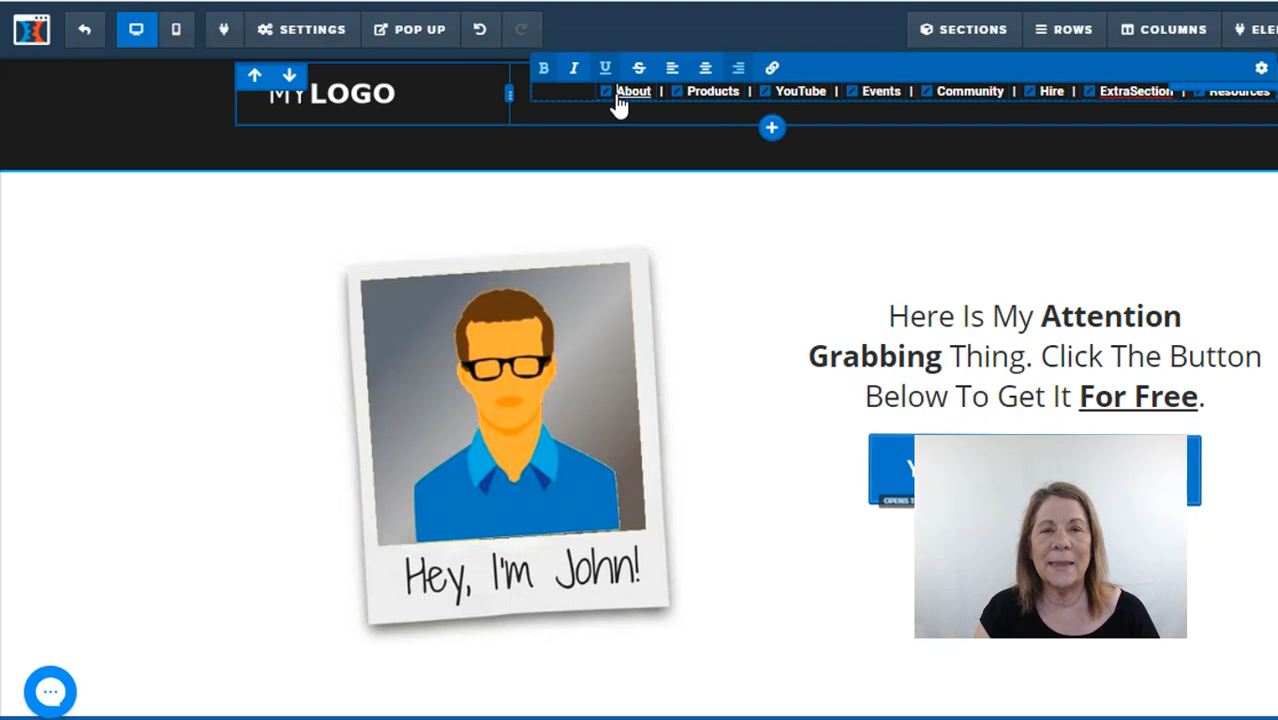 SETTINGS POP UP SECTIONS ROWS COLUMNS
B I U S
MY LOGO
About | Products | YouTube | Events | Community | Hire | ExtraSection | Resources
Here Is My Attention
Grabbing Thing. Click The Button
Below To Get It For Free.
OPENS
Hey, I'm John!